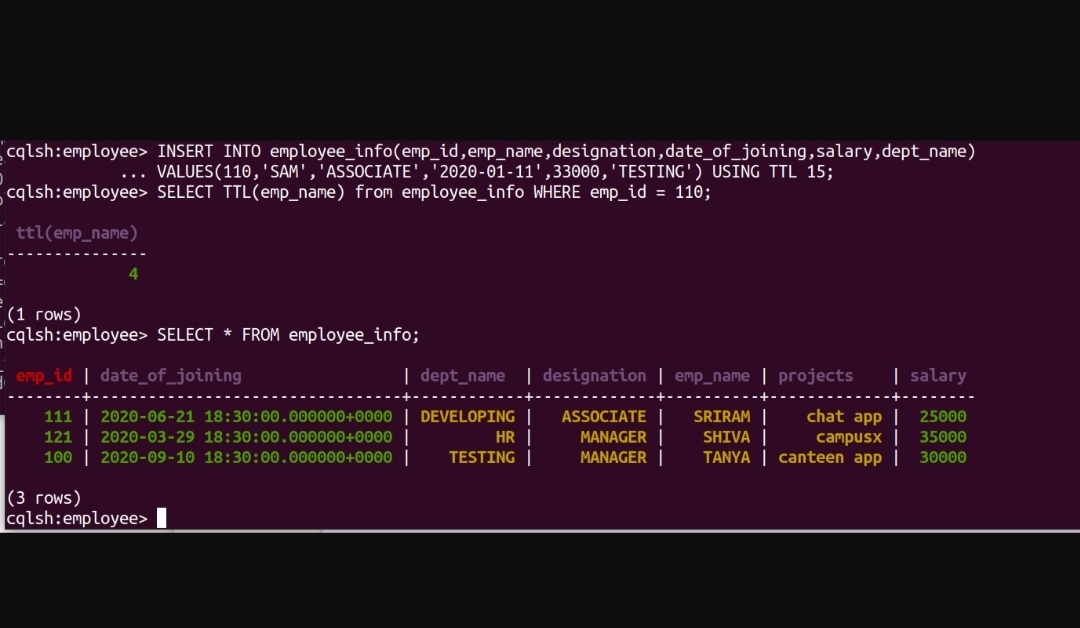 cqlsh:employee> INSERT INTO employee_info(emp_id,emp_name,designation,date_of_joining,salary,dept_name)
... VALUES(110,'SAM','ASSOCIATE','2020-01-11',33000,'TESTING') USING TTL 15;
cqlsh:employee> SELECT TTL(emp_name) from employee_info WHERE emp_id = 110;
ttl(emp_name)
---------------
4
(1 rows)
cqlsh:employee> SELECT * FROM employee_info;
emp_id | date_of_joining | dept_name | designation | emp_name | projects | salary
--------+---------------------------------+------------+-------------+----------+-------------+--------
111 | 2020-06-21 18:30:00.000000+0000 | DEVELOPING | ASSOCIATE | SRIRAM | chat app | 25000
121 | 2020-03-29 18:30:00.000000+0000 | HR | MANAGER | SHIVA | campusx | 35000
100 | 2020-09-10 18:30:00.000000+0000 | TESTING | MANAGER | TANYA | canteen app | 30000
(3 rows)
cqlsh:employee>